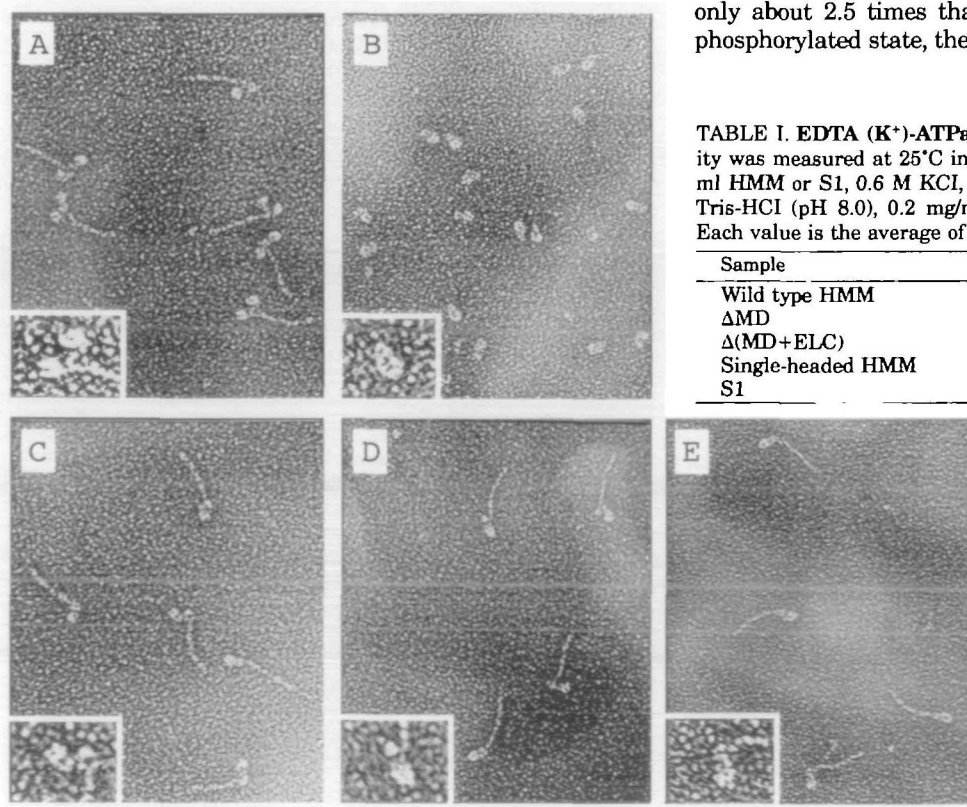 only about 2.5 times tha
phosphorylated state, the
TABLE I. EDTA (K⁺)-ATPa
ity was measured at 25°C in
ml HMM or S1, 0.6 M KCl,
Tris-HCl (pH 8.0), 0.2 mg/m
Each value is the average of
Sample
Wild type HMM
ΔMD
Δ(MD+ELC)
Single-headed HMM
S1
A
B
C
D
E